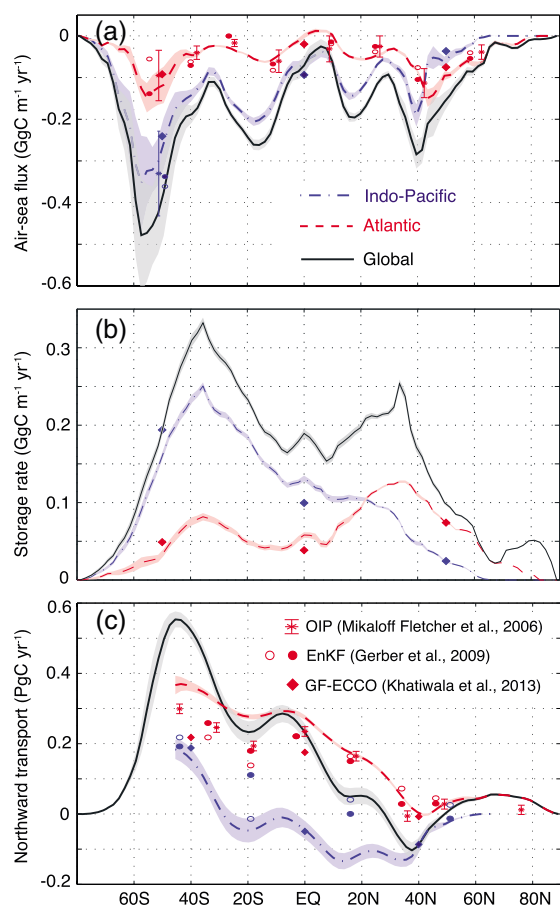 (a)
0
-0.2
-0.4
-0.6
Air-sea flux (GgC m⁻¹ yr⁻¹)
Indo-Pacific
Atlantic
Global
(b)
0.3
0.2
0.1
0
Storage rate (GgC m⁻¹ yr⁻¹)
(c)
0.6
0.4
0.2
0
-0.2
Northward transport (PgC yr⁻¹)
OIP (Mikaloff Fletcher et al., 2006)
EnKF (Gerber et al., 2009)
GF-ECCO (Khatiwala et al., 2013)
60S 40S 20S EQ 20N 40N 60N 80N